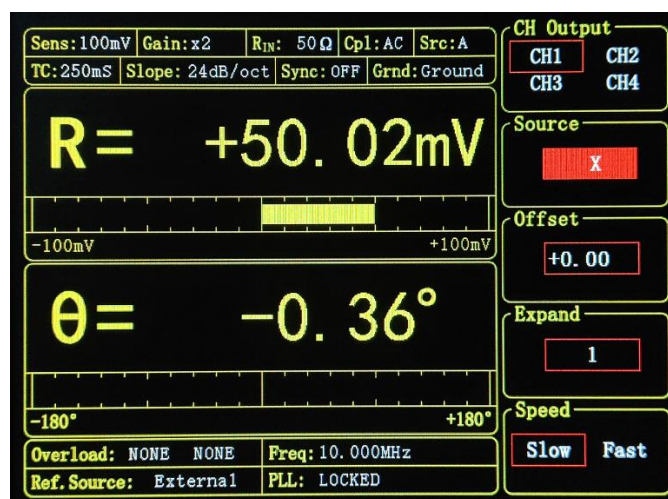 Sens:100mV Gain:x2 RIN: 50Ω Cpl:AC Src:A
TC:250mS Slope: 24dB/oct Sync:OFF Grnd:Ground
R= +50.02mV
-100mV +100mV
θ= -0.36°
-180° +180°
Overload: NONE NONE Freq:10.000MHz
Ref.Source: External PLL: LOCKED
CH Output
CH1 CH2
CH3 CH4
Source
X
Offset
+0.00
Expand
1
Speed
Slow Fast